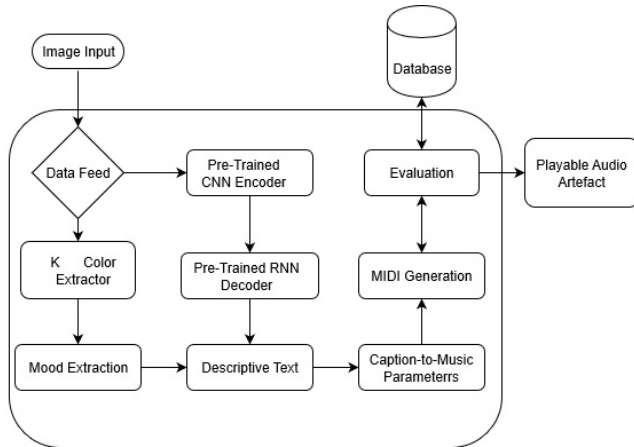 Image Input
Database
Data Feed
Pre-Trained
CNN Encoder
Evaluation
Playable Audio
Artefact
K Color
Extractor
Pre-Trained RNN
Decoder
MIDI Generation
Mood Extraction
Descriptive Text
Caption-to-Music
Parameterrs